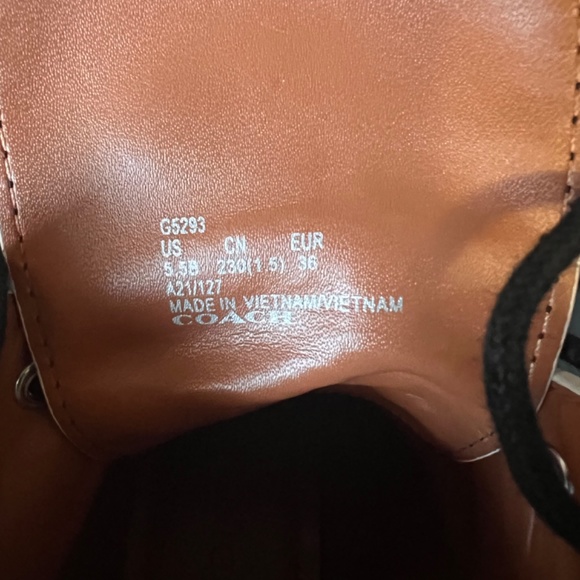 G5293
US CN EUR
5.5B 230(1.5) 36
A21/127
MADE IN VIETNAM/VIETNAM
COACH